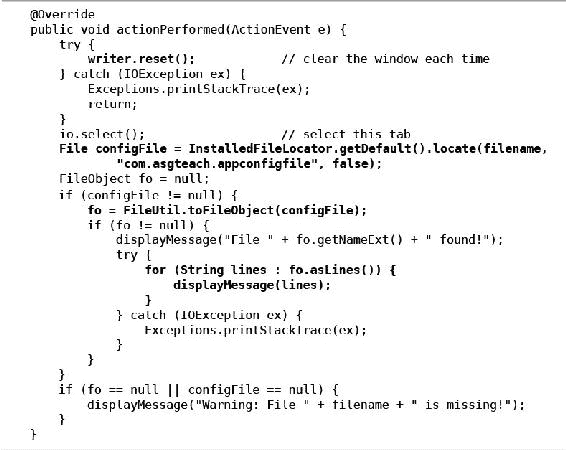 @Override
public void actionPerformed(ActionEvent e) {
    try {
        writer.reset();            // clear the window each time
    } catch (IOException ex) {
        Exceptions.printStackTrace(ex);
        return;
    }
    io.select();                   // select this tab
    File configFile = InstalledFileLocator.getDefault().locate(filename,
            "com.asgteach.appconfigfile", false);
    FileObject fo = null;
    if (configFile != null) {
        fo = FileUtil.toFileObject(configFile);
        if (fo != null) {
            displayMessage("File " + fo.getNameExt() + " found!");
            try {
                for (String lines : fo.asLines()) {
                    displayMessage(lines);
                }
            } catch (IOException ex) {
                Exceptions.printStackTrace(ex);
            }
        }
    }
    if (fo == null || configFile == null) {
        displayMessage("Warning: File " + filename + " is missing!");
    }
}